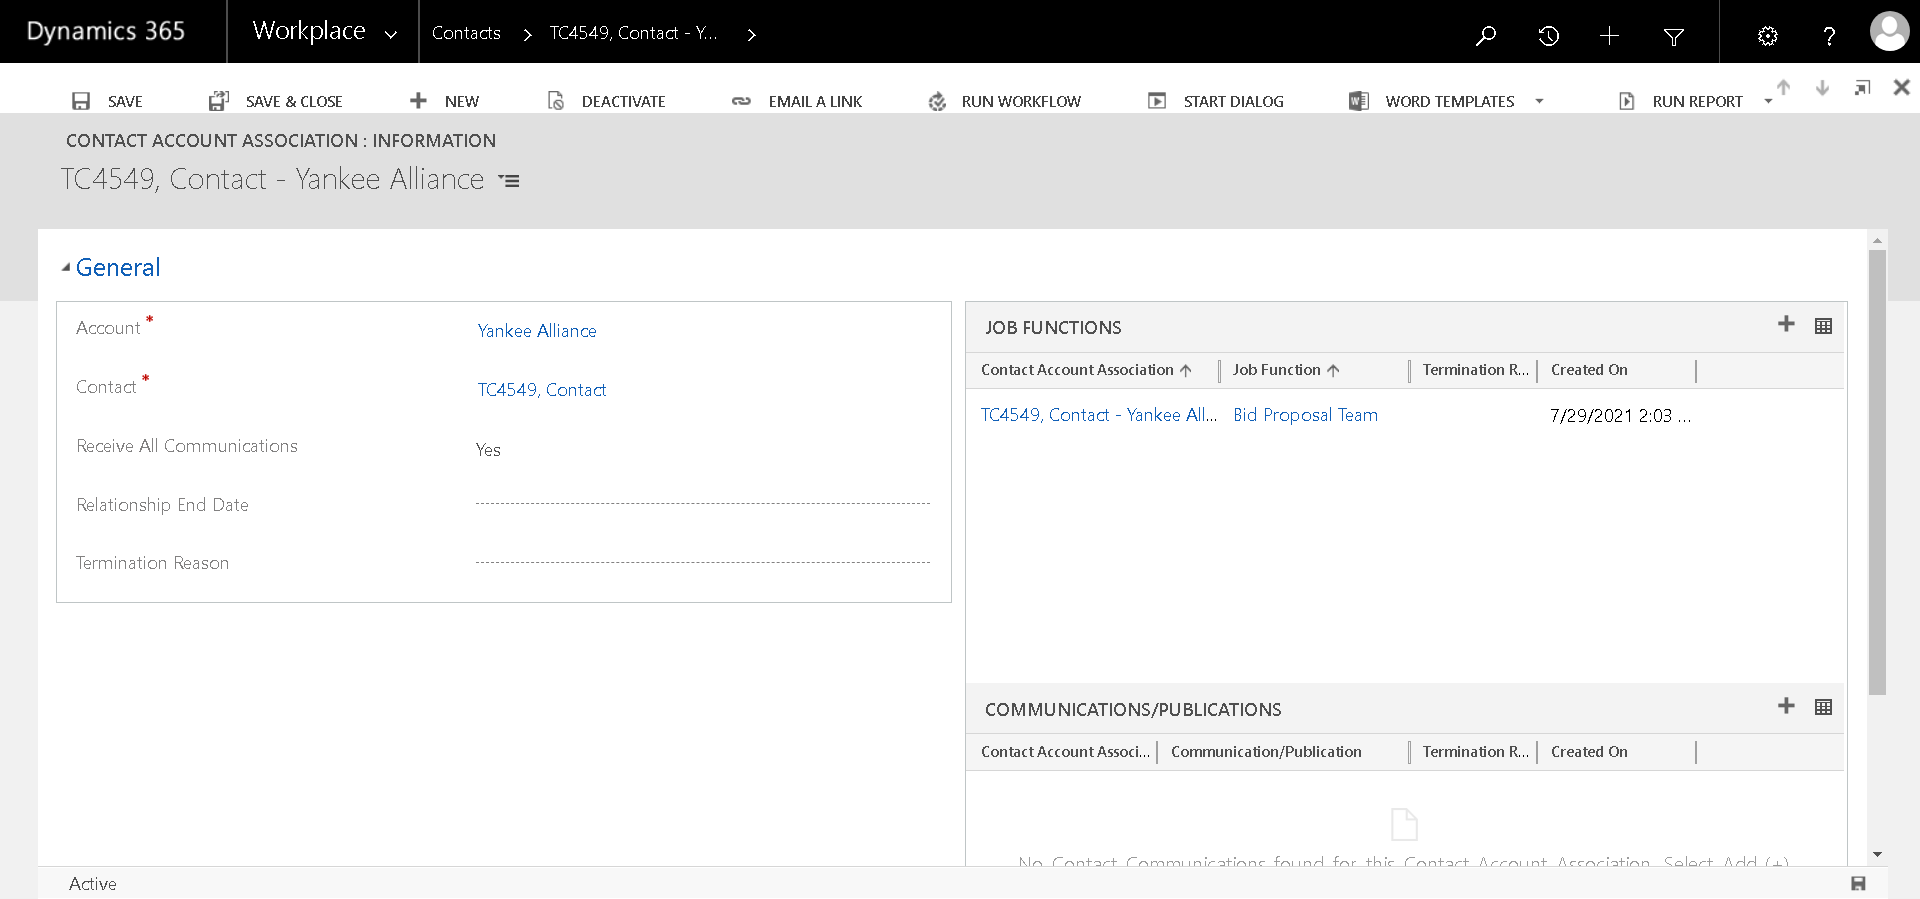 Dynamics 365 Workplace Contacts TC4549, Contact - Y...
SAVE SAVE & CLOSE NEW DEACTIVATE EMAIL A LINK RUN WORKFLOW START DIALOG WORD TEMPLATES RUN REPORT
CONTACT ACCOUNT ASSOCIATION : INFORMATION
TC4549, Contact - Yankee Alliance
General
Account * Yankee Alliance
Contact * TC4549, Contact
Receive All Communications Yes
Relationship End Date
Termination Reason
JOB FUNCTIONS
Contact Account Association Job Function Termination R... Created On
TC4549, Contact - Yankee All... Bid Proposal Team 7/29/2021 2:03 ...
COMMUNICATIONS/PUBLICATIONS
Contact Account Associ... Communication/Publication Termination R... Created On
No Contact Communications found for this Contact Account Association. Select Add (+)
Active